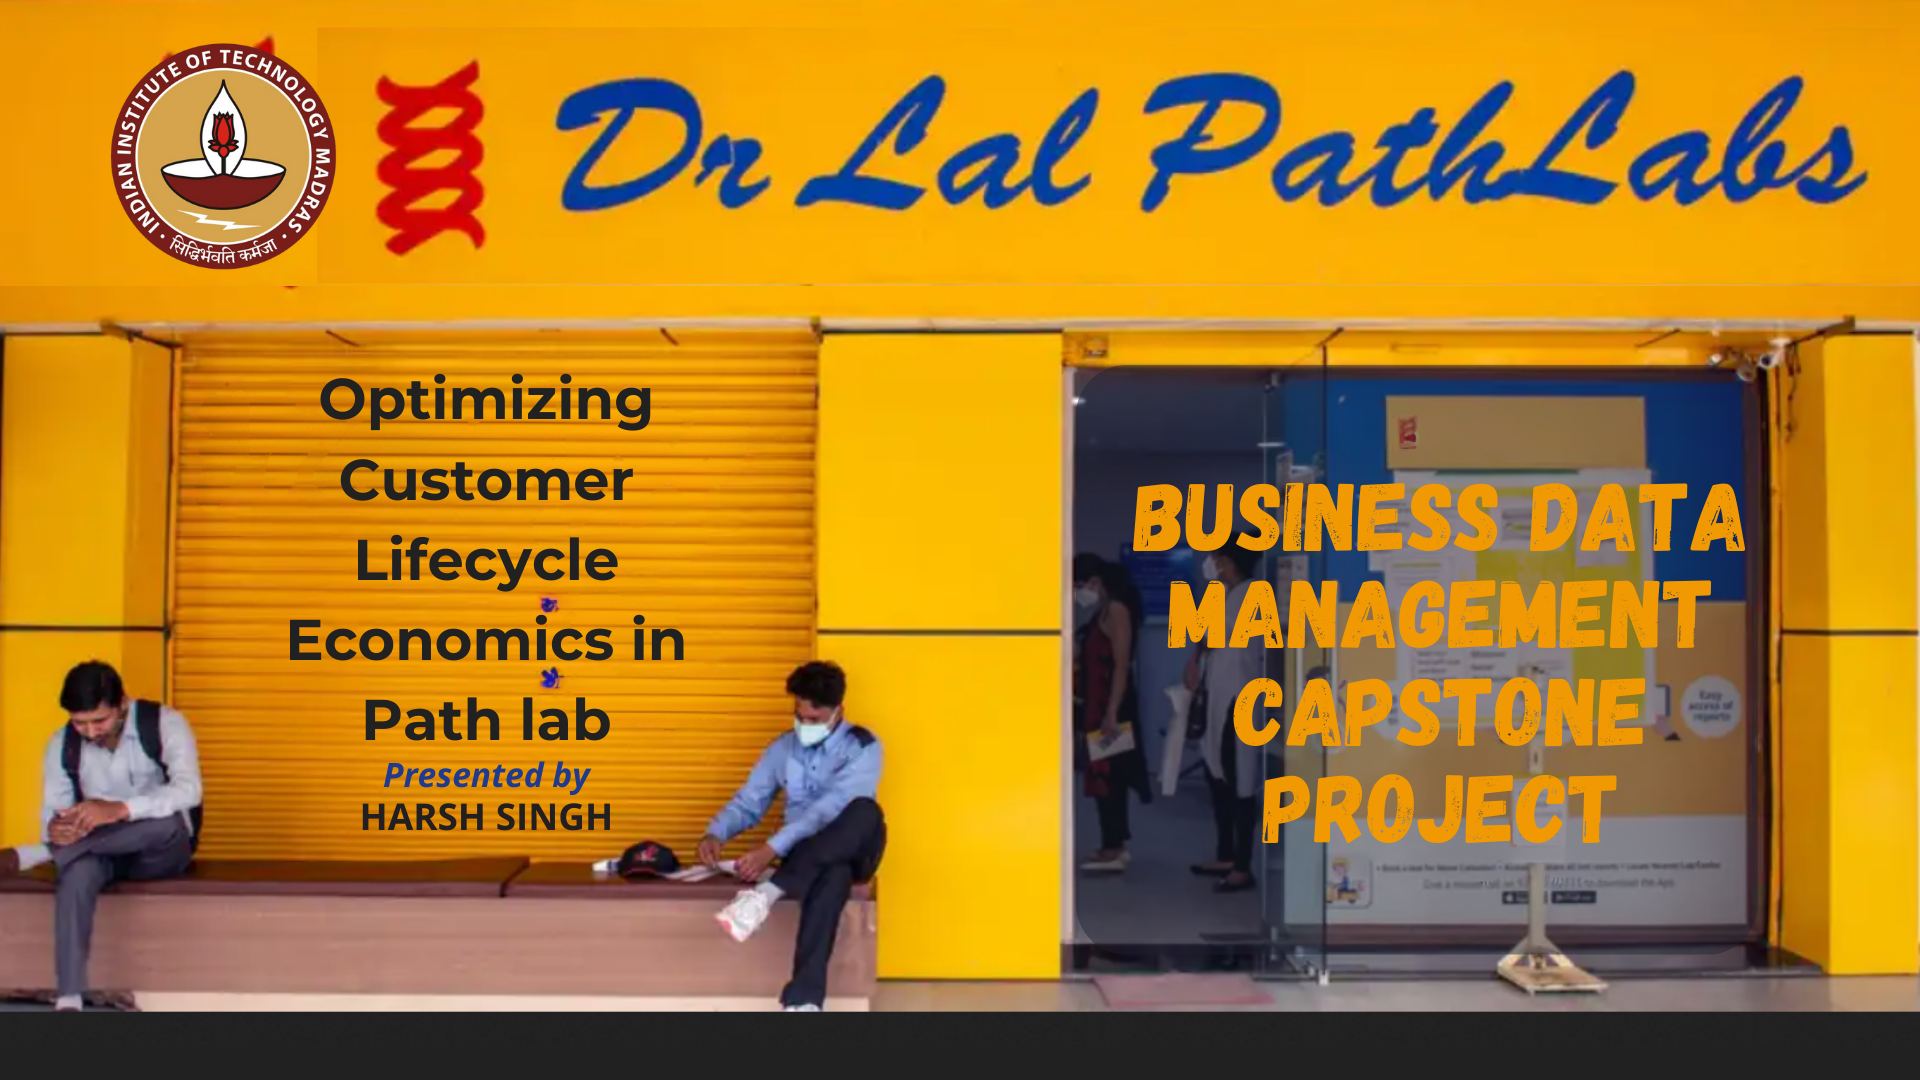 INDIAN INSTITUTE OF TECHNOLOGY MADRAS
सिद्धिर्भवति कर्मजा
Dr Lal PathLabs
Optimizing
Customer
Lifecycle
Economics in
Path lab
Presented by
HARSH SINGH
BUSINESS DATA
MANAGEMENT
CAPSTONE
PROJECT
Easy
access of
reports